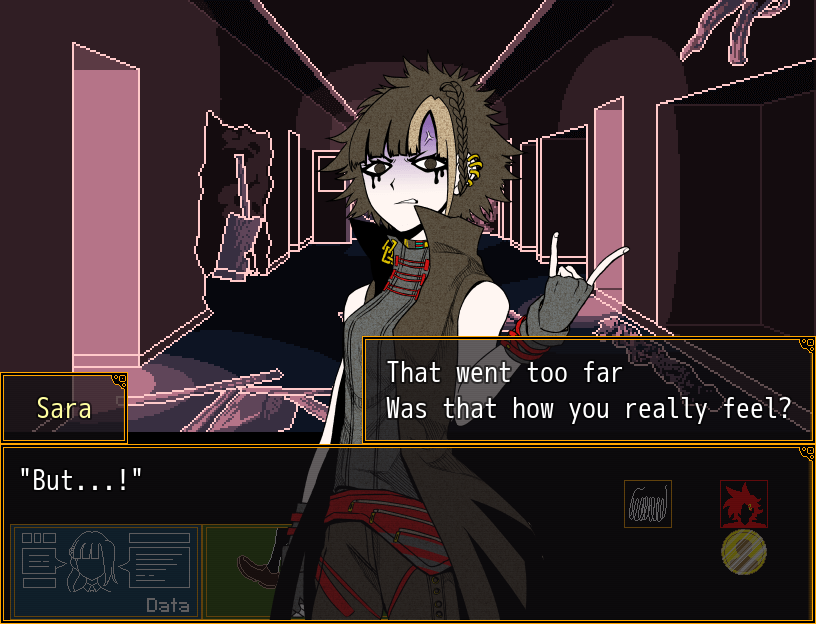 That went too far
Was that how you really feel?
Sara
"But...!"
Data